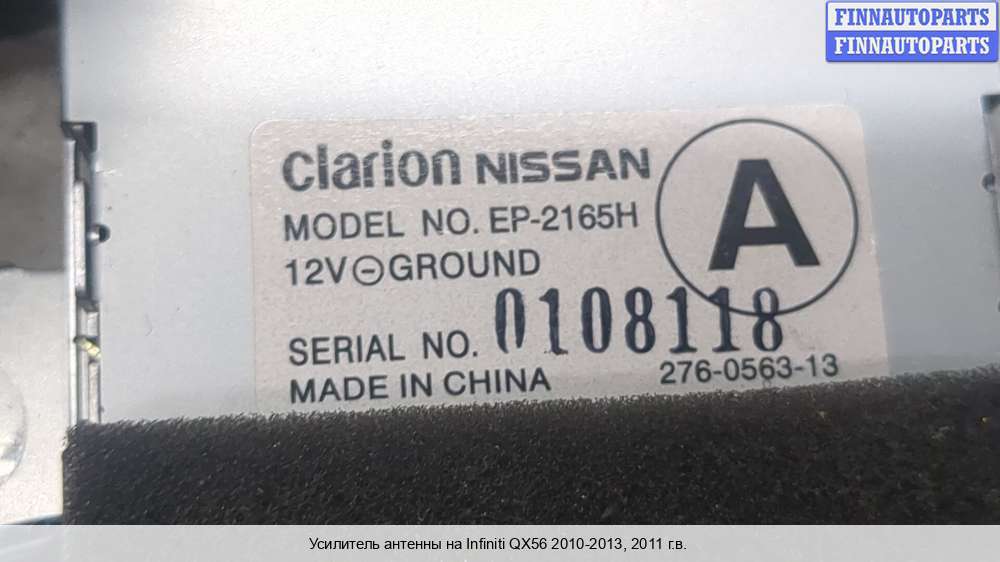 FINNAUTOPARTS
FINNAUTOPARTS
Clarion NISSAN
A
MODEL NO. EP-2165H
12V⊖GROUND
SERIAL NO. 0108118
MADE IN CHINA 276-0563-13
Усилитель антенны на Infiniti QX56 2010-2013, 2011 г.в.